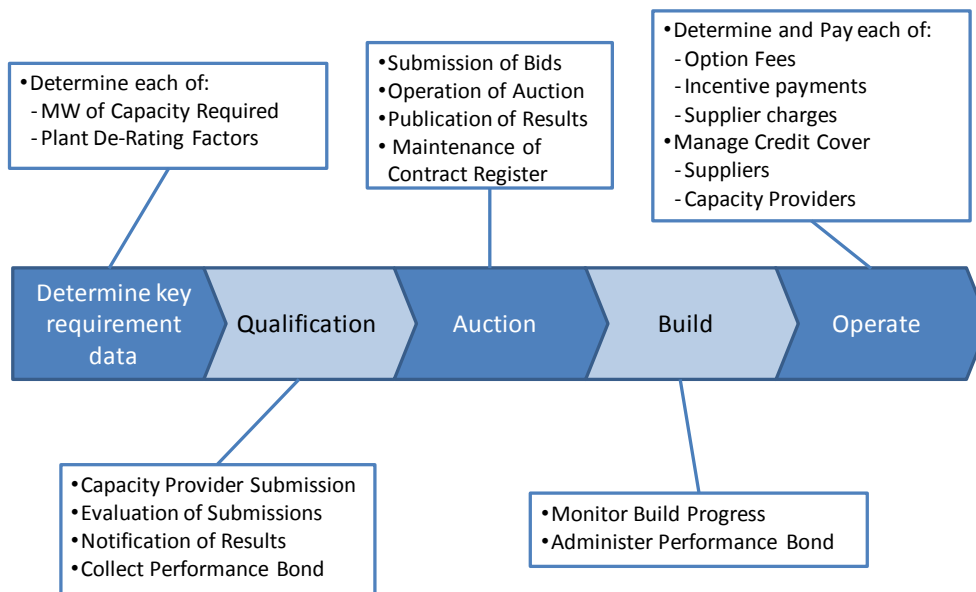 •Determine each of:
- MW of Capacity Required
- Plant De-Rating Factors
•Submission of Bids
•Operation of Auction
•Publication of Results
• Maintenance of
Contract Register
•Determine and Pay each of:
- Option Fees
- Incentive payments
- Supplier charges
•Manage Credit Cover
- Suppliers
- Capacity Providers
Determine key
requirement
data
Qualification
Auction
Build
Operate
•Capacity Provider Submission
•Evaluation of Submissions
•Notification of Results
•Collect Performance Bond
•Monitor Build Progress
•Administer Performance Bond